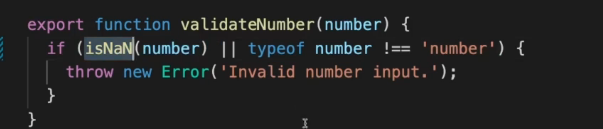 export function validateNumber(number) {
  if (isNaN(number) || typeof number !== 'number') {
    throw new Error('Invalid number input.');
  }
}